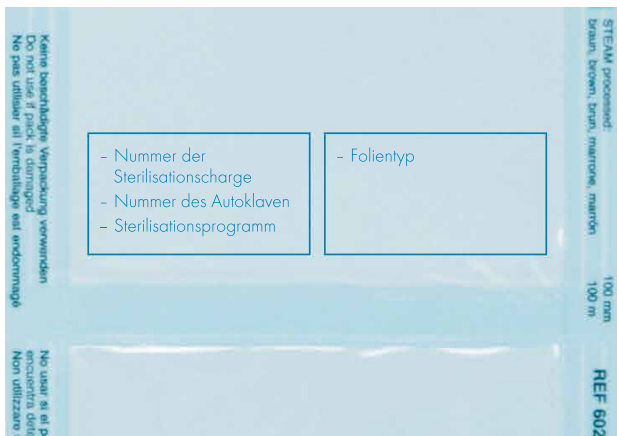 Keine beschädigte Verpackung verwenden
Do not use if pack is damaged
Ne pas utiliser si l'emballage est endommagé
– Nummer der
Sterilisationscharge
– Nummer des Autoklaven
– Sterilisationsprogramm
– Folientyp
STEAM processed:
braun, brown, brun, marrone, marrón
100 mm
100 m
No usar si el
encuentra
Non utilizzare
REF 602